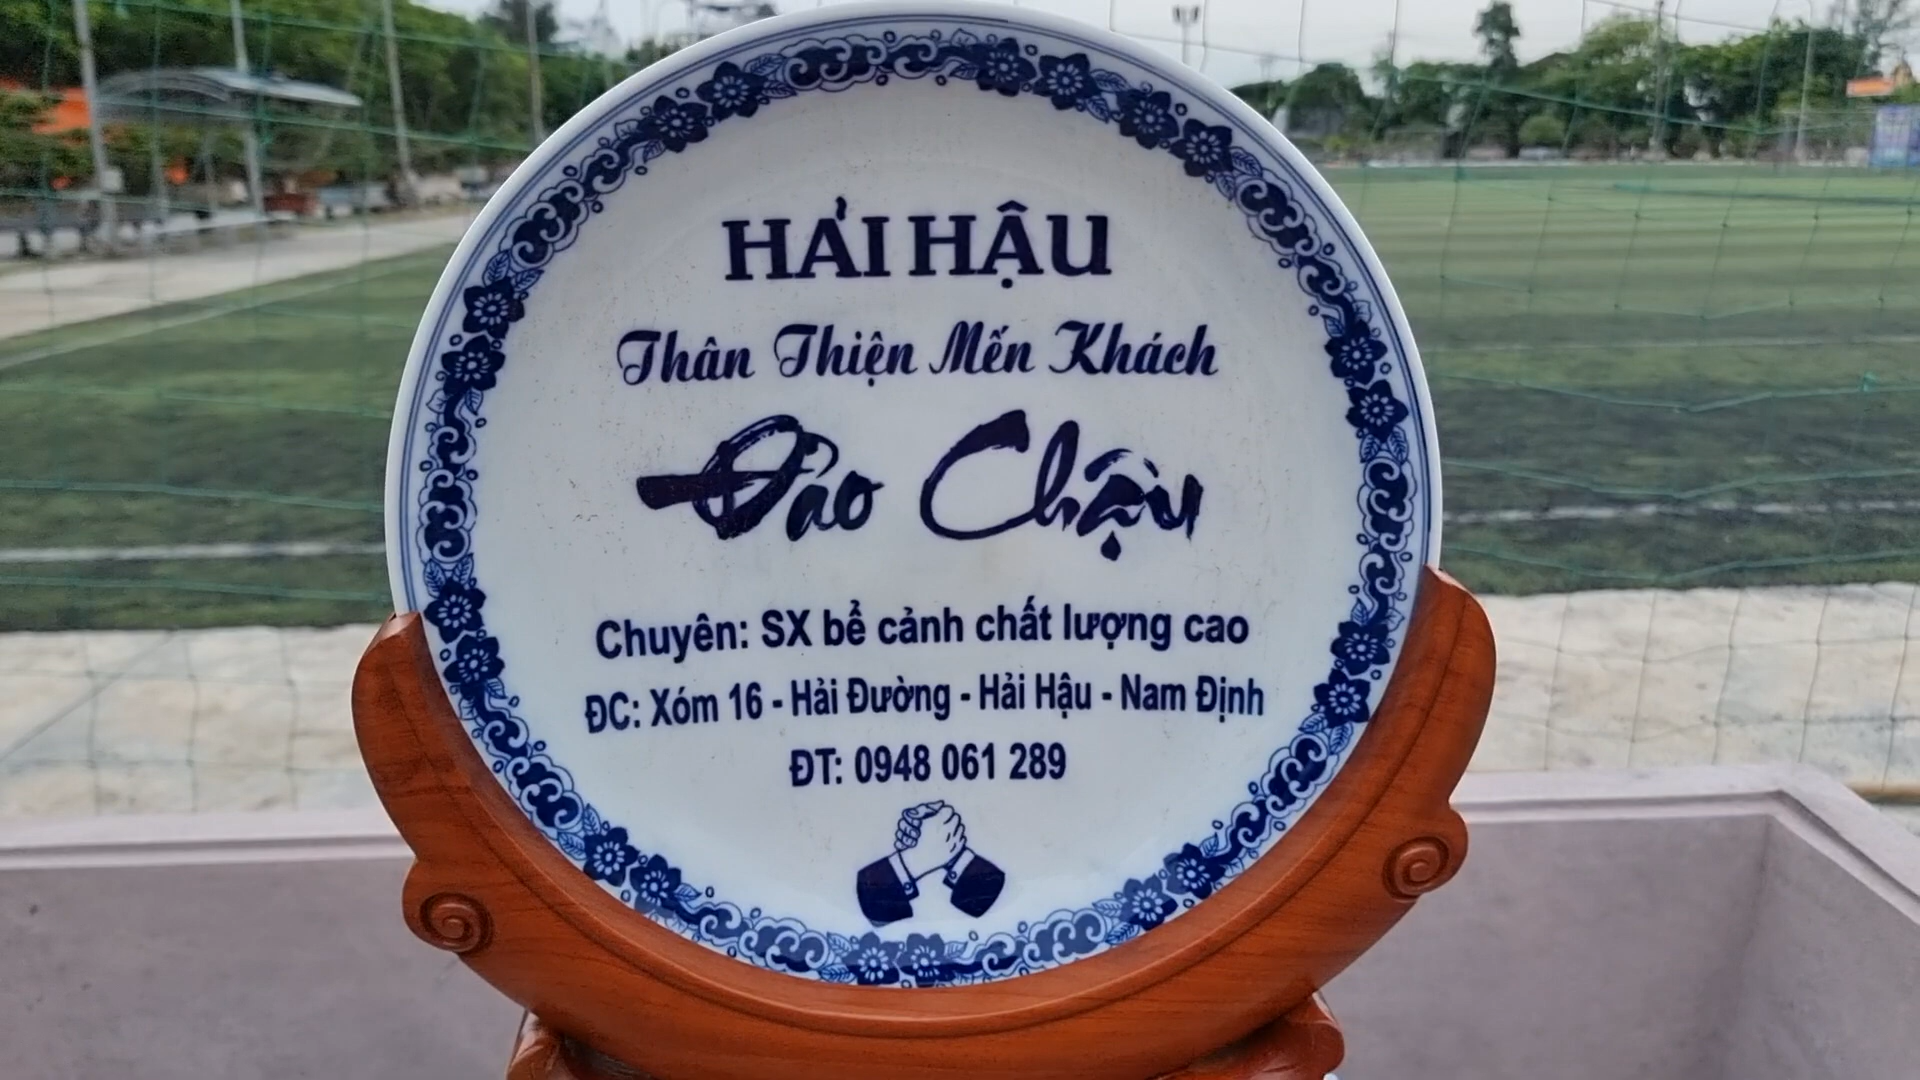 HẢI HẬU
Thân Thiện Mến Khách
Đảo Chậu
Chuyên: SX bể cảnh chất lượng cao
ĐC: Xóm 16 - Hải Đường - Hải Hậu - Nam Định
ĐT: 0948 061 289